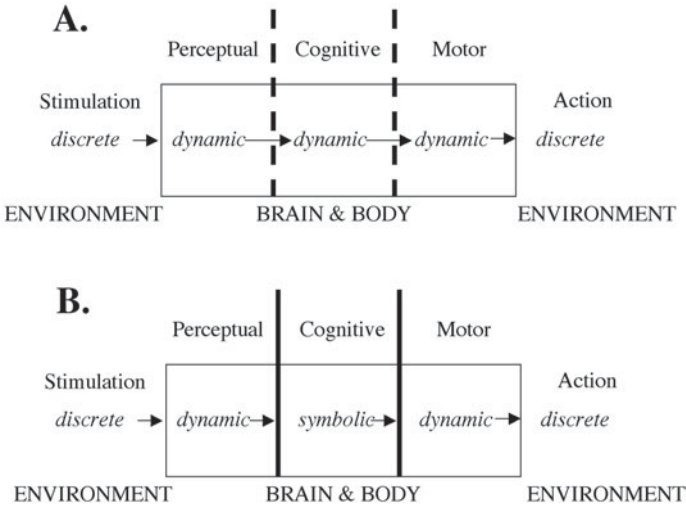 A.
Perceptual Cognitive Motor
Stimulation Action
discrete dynamic dynamic dynamic discrete
ENVIRONMENT BRAIN & BODY ENVIRONMENT
B.
Perceptual Cognitive Motor
Stimulation Action
discrete dynamic symbolic dynamic discrete
ENVIRONMENT BRAIN & BODY ENVIRONMENT